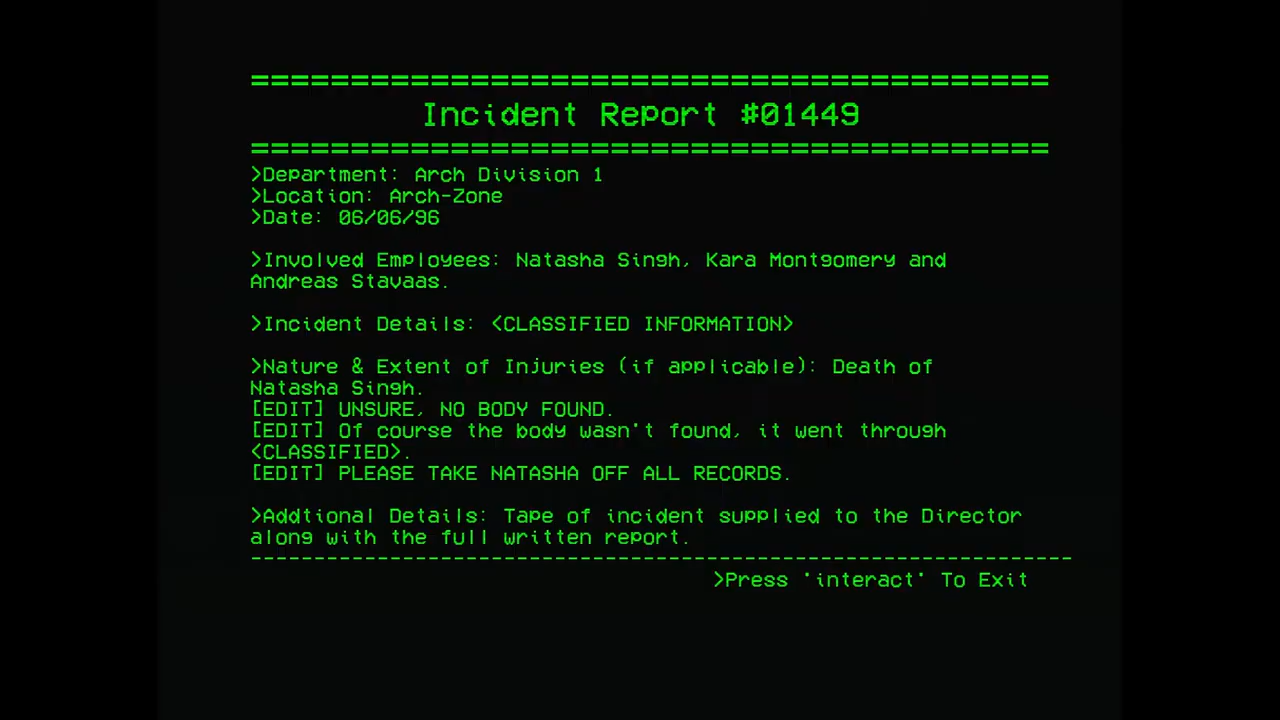 ========================================
Incident Report #01449
========================================
>Department: Arch Division 1
>Location: Arch-Zone
>Date: 06/06/96
>Involved Employees: Natasha Singh, Kara Montgomery and
Andreas Stavaas.
>Incident Details: <CLASSIFIED INFORMATION>
>Nature & Extent of Injuries (if applicable): Death of
Natasha Singh.
[EDIT] UNSURE, NO BODY FOUND.
[EDIT] Of course the body wasn't found, it went through
<CLASSIFIED>.
[EDIT] PLEASE TAKE NATASHA OFF ALL RECORDS.
>Addtional Details: Tape of incident supplied to the Director
along with the full written report.
-----------------------------------------------------------------
>Press 'interact' To Exit